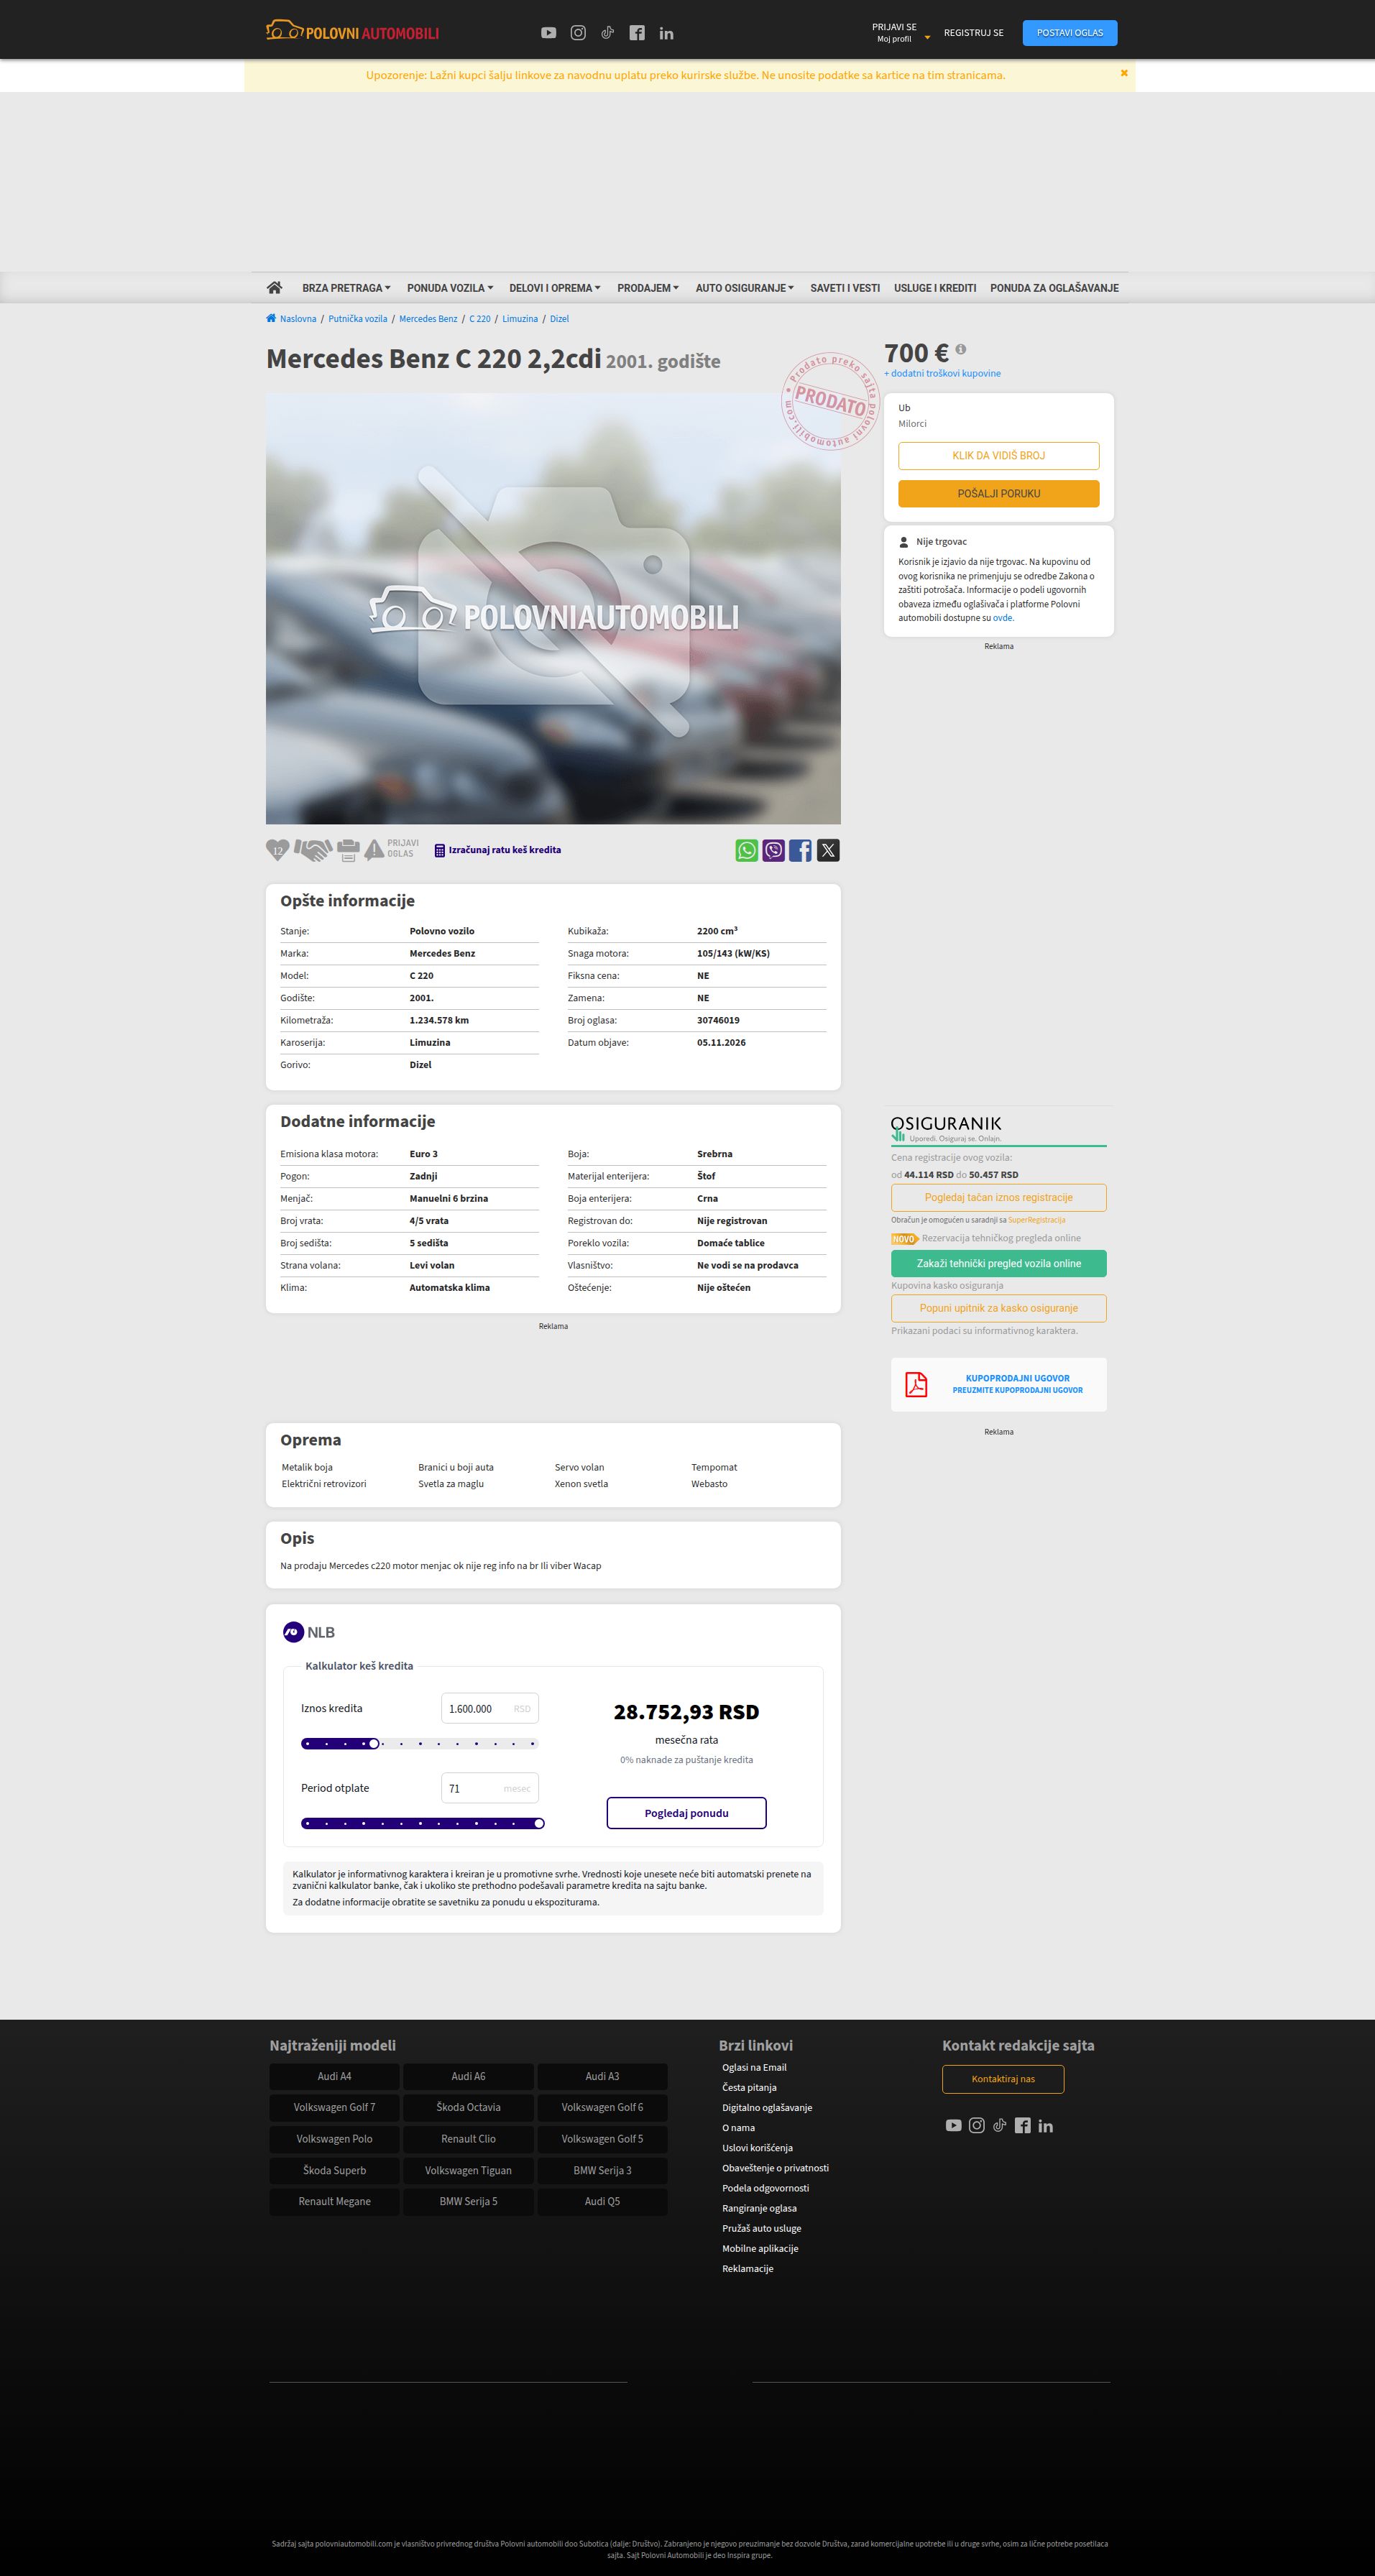 POLOVNI AUTOMOBILI
PRIJAVI SE
Moj profil
REGISTRUJ SE
POSTAVI OGLAS
Upozorenje: Lažni kupci šalju linkove za navodnu uplatu preko kurirske službe. Ne unosite podatke sa kartice na tim stranicama.
BRZA PRETRAGA PONUDA VOZILA DELOVI I OPREMA PRODAJEM AUTO OSIGURANJE SAVETI I VESTI USLUGE I KREDITI PONUDA ZA OGLAŠAVANJE
Naslovna / Putnička vozila / Mercedes Benz / C 220 / Limuzina / Dizel
Mercedes Benz C 220 2,2cdi 2001. godište
700 €
+ dodatni troškovi kupovine
Prodato preko sajta polovniautomobili.com
PRODATO
Ub
Milorci
KLIK DA VIDIŠ BROJ
POŠALJI PORUKU
Nije trgovac
Korisnik je izjavio da nije trgovac. Na kupovinu od
ovog korisnika ne primenjuju se odredbe Zakona o
zaštiti potrošača. Informacije o podeli ugovornih
obaveza između oglašivača i platforme Polovni
automobili dostupne su ovde.
Reklama
POLOVNIAUTOMOBILI
12
PRIJAVI
OGLAS
Izračunaj ratu keš kredita
Opšte informacije
Stanje: Polovno vozilo
Marka: Mercedes Benz
Model: C 220
Godište: 2001.
Kilometraža: 1.234.578 km
Karoserija: Limuzina
Gorivo: Dizel
Kubikaža: 2200 cm³
Snaga motora: 105/143 (kW/KS)
Fiksna cena: NE
Zamena: NE
Broj oglasa: 30746019
Datum objave: 05.11.2026
Dodatne informacije
Emisiona klasa motora: Euro 3
Pogon: Zadnji
Menjač: Manuelni 6 brzina
Broj vrata: 4/5 vrata
Broj sedišta: 5 sedišta
Strana volana: Levi volan
Klima: Automatska klima
Boja: Srebrna
Materijal enterijera: Štof
Boja enterijera: Crna
Registrovan do: Nije registrovan
Poreklo vozila: Domaće tablice
Vlasništvo: Ne vodi se na prodavca
Oštećenje: Nije oštećen
Reklama
OSIGURANIK
Uporedi. Osiguraj se. Onlajn.
Cena registracije ovog vozila:
od 44.114 RSD do 50.457 RSD
Pogledaj tačan iznos registracije
Obračun je omogućen u saradnji sa SuperRegistracija
NOVO Rezervacija tehničkog pregleda online
Zakaži tehnički pregled vozila online
Kupovina kasko osiguranja
Popuni upitnik za kasko osiguranje
Prikazani podaci su informativnog karaktera.
KUPOPRODAJNI UGOVOR
PREUZMITE KUPOPRODAJNI UGOVOR
Reklama
Oprema
Metalik boja Branici u boji auta Servo volan Tempomat
Električni retrovizori Svetla za maglu Xenon svetla Webasto
Opis
Na prodaju Mercedes c220 motor menjac ok nije reg info na br Ili viber Wacap
NLB
Kalkulator keš kredita
Iznos kredita 1.600.000 RSD
Period otplate 71 mesec
28.752,93 RSD
mesečna rata
0% naknade za puštanje kredita
Pogledaj ponudu
Kalkulator je informativnog karaktera i kreiran je u promotivne svrhe. Vrednosti koje unesete neće biti automatski prenete na
zvanični kalkulator banke, čak i ukoliko ste prethodno podešavali parametre kredita na sajtu banke.
Za dodatne informacije obratite se savetniku za ponudu u ekspoziturama.
Najtraženiji modeli
Audi A4 Audi A6 Audi A3
Volkswagen Golf 7 Škoda Octavia Volkswagen Golf 6
Volkswagen Polo Renault Clio Volkswagen Golf 5
Škoda Superb Volkswagen Tiguan BMW Serija 3
Renault Megane BMW Serija 5 Audi Q5
Brzi linkovi
Oglasi na Email
Česta pitanja
Digitalno oglašavanje
O nama
Uslovi korišćenja
Obaveštenje o privatnosti
Podela odgovornosti
Rangiranje oglasa
Pružaš auto usluge
Mobilne aplikacije
Reklamacije
Kontakt redakcije sajta
Kontaktiraj nas
Sadržaj sajta polovniautomobili.com je vlasništvo privrednog društva Polovni automobili doo Subotica (dalje: Društvo). Zabranjeno je njegovo preuzimanje bez dozvole Društva, zarad komercijalne upotrebe ili u druge svrhe, osim za lične potrebe posetilaca
sajta. Sajt Polovni Automobili je deo Inspira grupe.